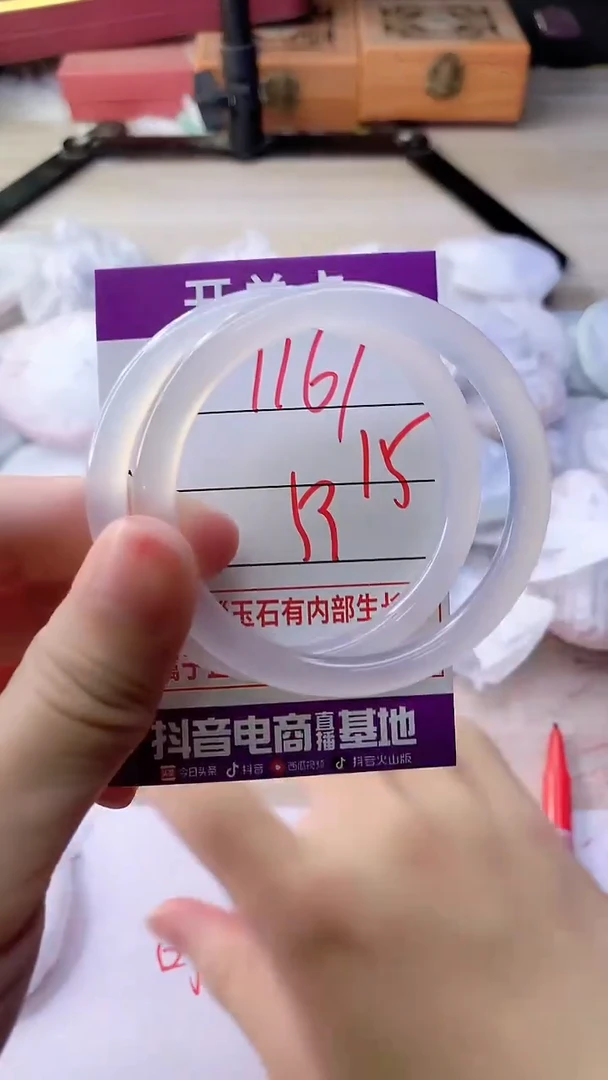 开单卡
1161
15
53
玉石有内部生长
抖音电商直播基地
今日头条 抖音 西瓜视频 抖音火山版